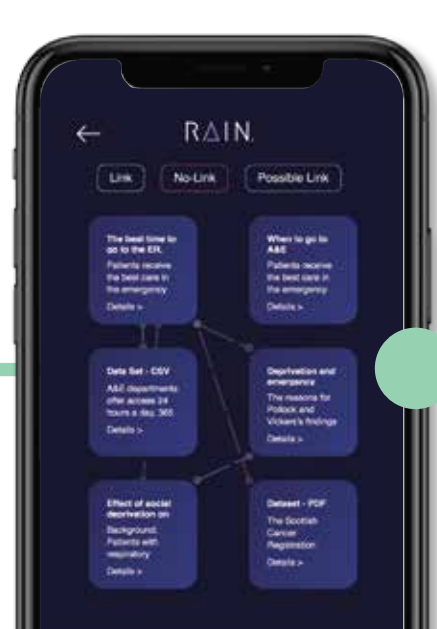 RAIN.
Link
No-Link
Possible Link
The best time to
go to the ER.
Patients receive
the best care in
the emergency
Details >
When to go to
A&E
Patients receive
the best care in
the emergency
Details >
Data Set - CSV
A&E departments
offer access 24
hours a day, 365
Details >
Deprivation and
emergency
The reasons for
Pollock and
Vickers's findings
Details >
Effect of social
deprivation on
Background:
Patients with
respiratory
Details >
Dataset - PDF
The Scottish
Cancer
Registration
Details >